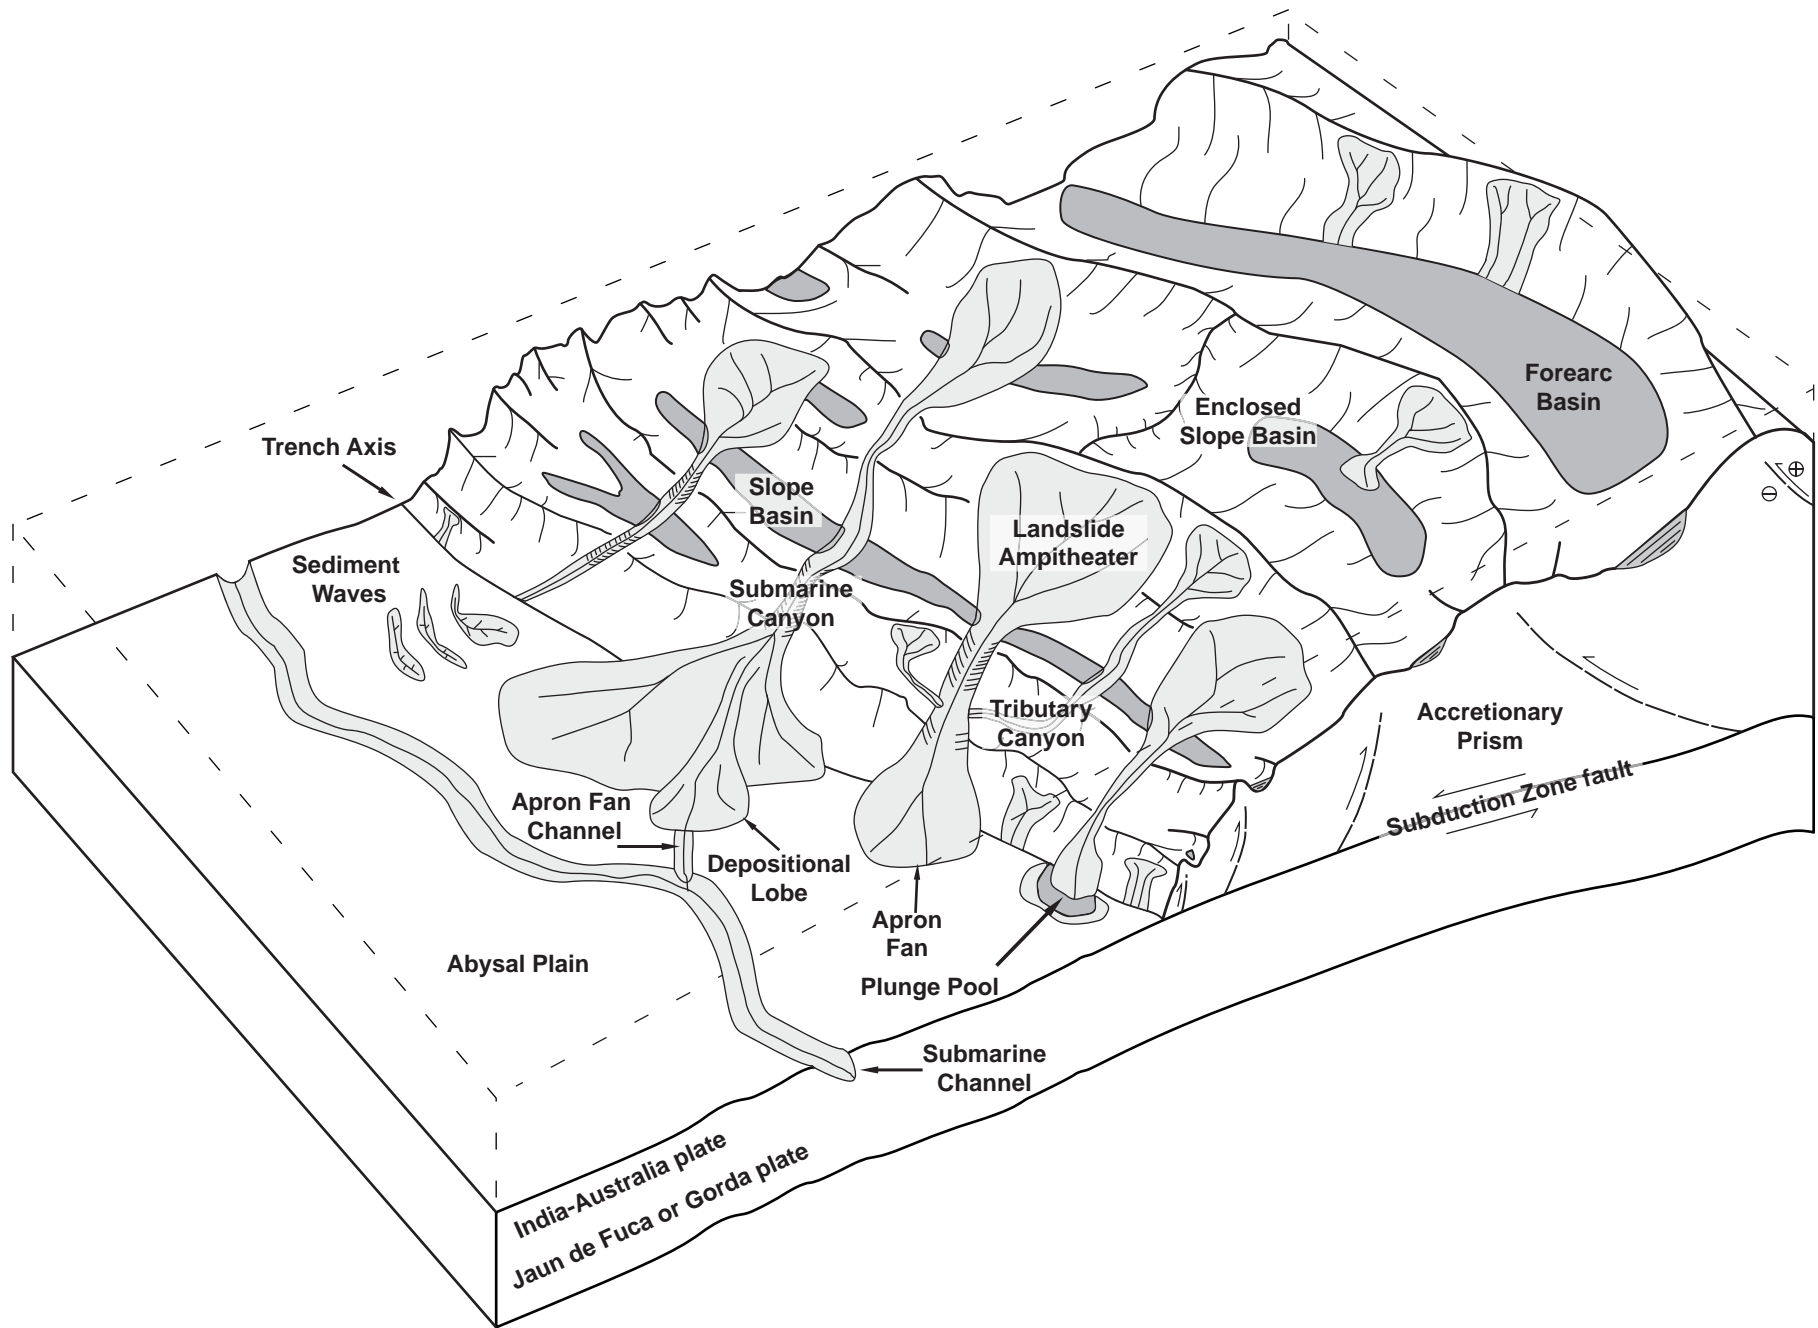 Forearc
Basin
Enclosed
Slope Basin
Trench Axis
Slope
Basin
Landslide
Ampitheater
Sediment
Waves
Submarine
Canyon
Tributary
Canyon
Accretionary
Prism
Subduction Zone fault
Apron Fan
Channel
Depositional
Lobe
Apron
Fan
Abysal Plain
Plunge Pool
Submarine
Channel
India-Australia plate
Jaun de Fuca or Gorda plate